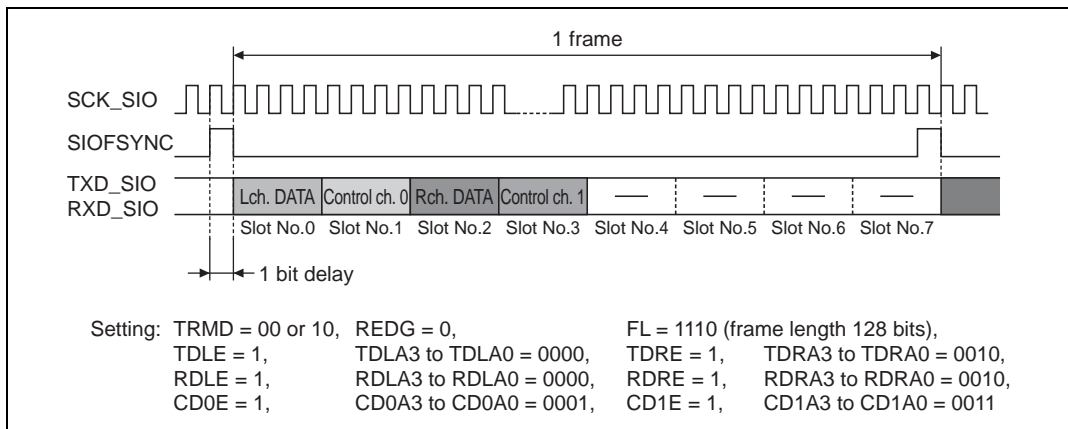 1 frame
SCK_SIO
SIOFSYNC
TXD_SIO
RXD_SIO
Lch. DATA Control ch. 0 Rch. DATA Control ch. 1 — — — —
Slot No.0 Slot No.1 Slot No.2 Slot No.3 Slot No.4 Slot No.5 Slot No.6 Slot No.7
1 bit delay
Setting: TRMD = 00 or 10, REDG = 0, FL = 1110 (frame length 128 bits),
TDLE = 1, TDLA3 to TDLA0 = 0000, TDRE = 1, TDRA3 to TDRA0 = 0010,
RDLE = 1, RDLA3 to RDLA0 = 0000, RDRE = 1, RDRA3 to RDRA0 = 0010,
CD0E = 1, CD0A3 to CD0A0 = 0001, CD1E = 1, CD1A3 to CD1A0 = 0011